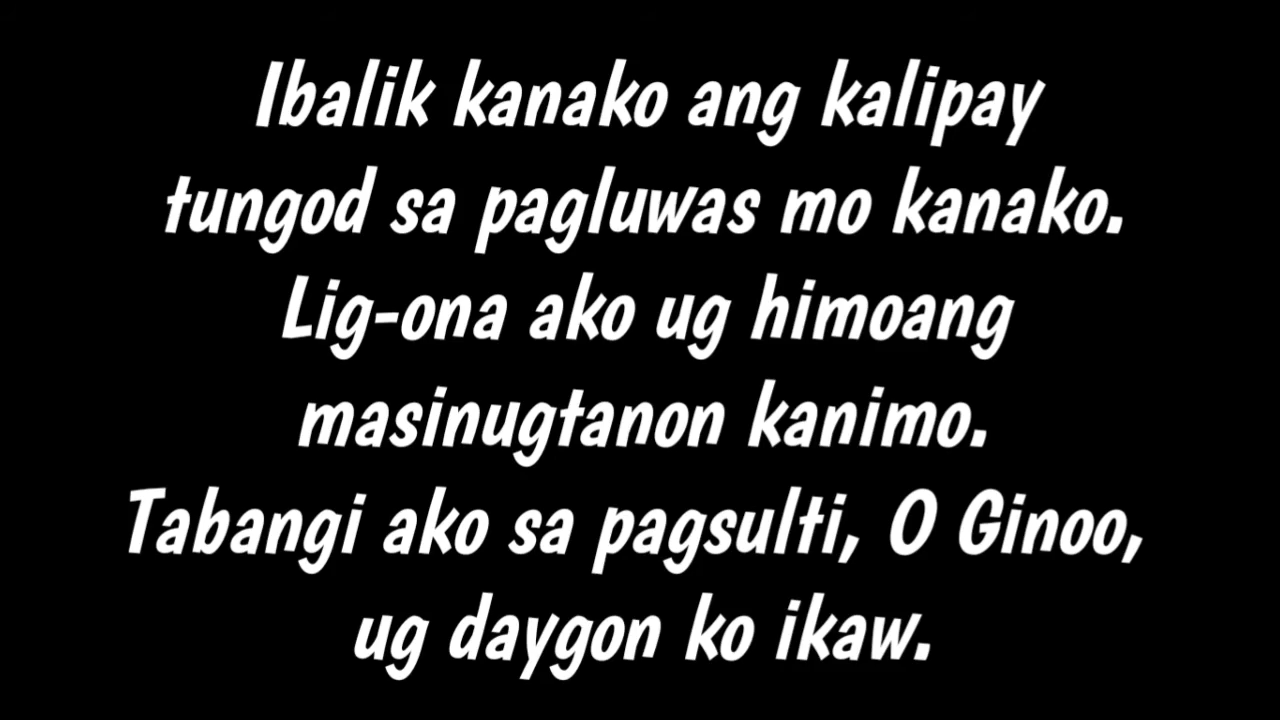 Ibalik kanako ang kalipay
tungod sa pagluwas mo kanako.
Lig-ona ako ug himoang
masinugtanon kanimo.
Tabangi ako sa pagsulti, O Ginoo,
ug daygon ko ikaw.